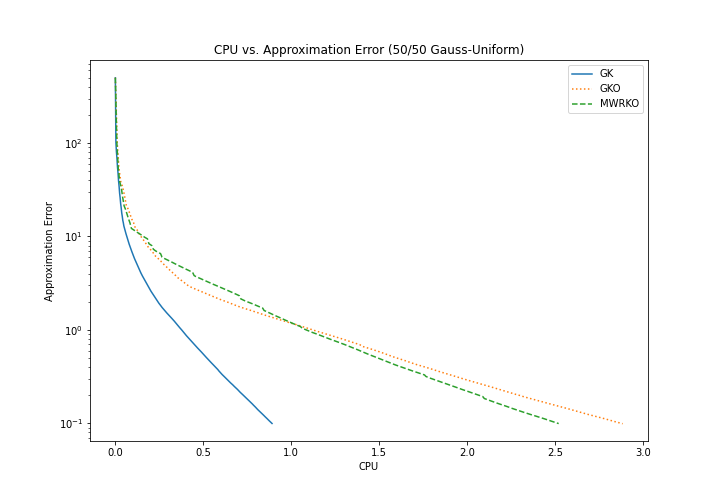 CPU vs. Approximation Error (50/50 Gauss-Uniform)
GK
GKO
MWRKO
Approximation Error
10²
10¹
10⁰
10⁻¹
0.0 0.5 1.0 1.5 2.0 2.5 3.0
CPU